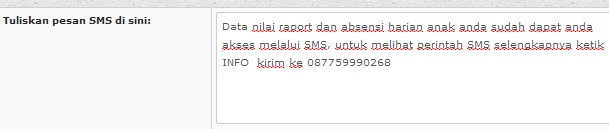 Tuliskan pesan SMS di sini:
Data nilai raport dan absensi harian anak anda sudah dapat anda
akses melalui SMS, untuk melihat perintah SMS selengkapnya ketik
INFO  kirim ke 087759990268